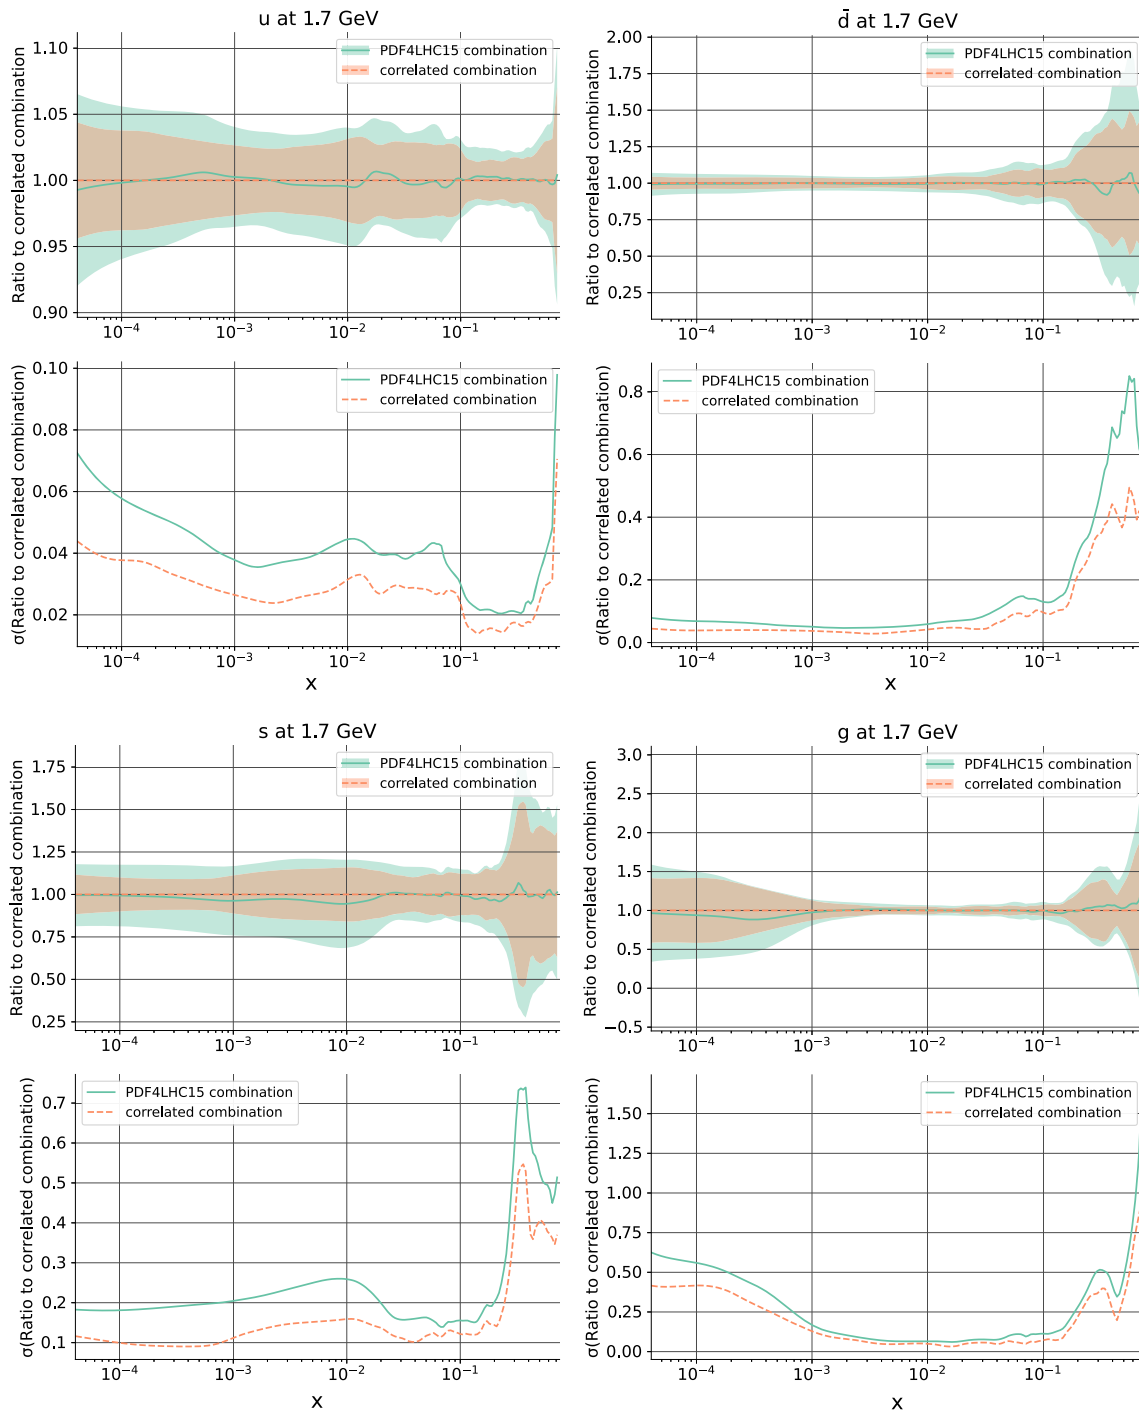 u at 1.7 GeV
Ratio to correlated combination
1.10
1.05
1.00
0.95
0.90
PDF4LHC15 combination
correlated combination
10⁻⁴ 10⁻³ 10⁻² 10⁻¹
d̄ at 1.7 GeV
Ratio to correlated combination
2.00
1.75
1.50
1.25
1.00
0.75
0.50
0.25
PDF4LHC15 combination
correlated combination
10⁻⁴ 10⁻³ 10⁻² 10⁻¹
σ(Ratio to correlated combination)
0.10
0.08
0.06
0.04
0.02
PDF4LHC15 combination
correlated combination
10⁻⁴ 10⁻³ 10⁻² 10⁻¹
x
σ(Ratio to correlated combination)
0.8
0.6
0.4
0.2
0.0
PDF4LHC15 combination
correlated combination
10⁻⁴ 10⁻³ 10⁻² 10⁻¹
x
s at 1.7 GeV
Ratio to correlated combination
1.75
1.50
1.25
1.00
0.75
0.50
0.25
PDF4LHC15 combination
correlated combination
10⁻⁴ 10⁻³ 10⁻² 10⁻¹
g at 1.7 GeV
Ratio to correlated combination
3.0
2.5
2.0
1.5
1.0
0.5
0.0
−0.5
PDF4LHC15 combination
correlated combination
10⁻⁴ 10⁻³ 10⁻² 10⁻¹
σ(Ratio to correlated combination)
0.7
0.6
0.5
0.4
0.3
0.2
0.1
PDF4LHC15 combination
correlated combination
10⁻⁴ 10⁻³ 10⁻² 10⁻¹
x
σ(Ratio to correlated combination)
1.50
1.25
1.00
0.75
0.50
0.25
0.00
PDF4LHC15 combination
correlated combination
10⁻⁴ 10⁻³ 10⁻² 10⁻¹
x